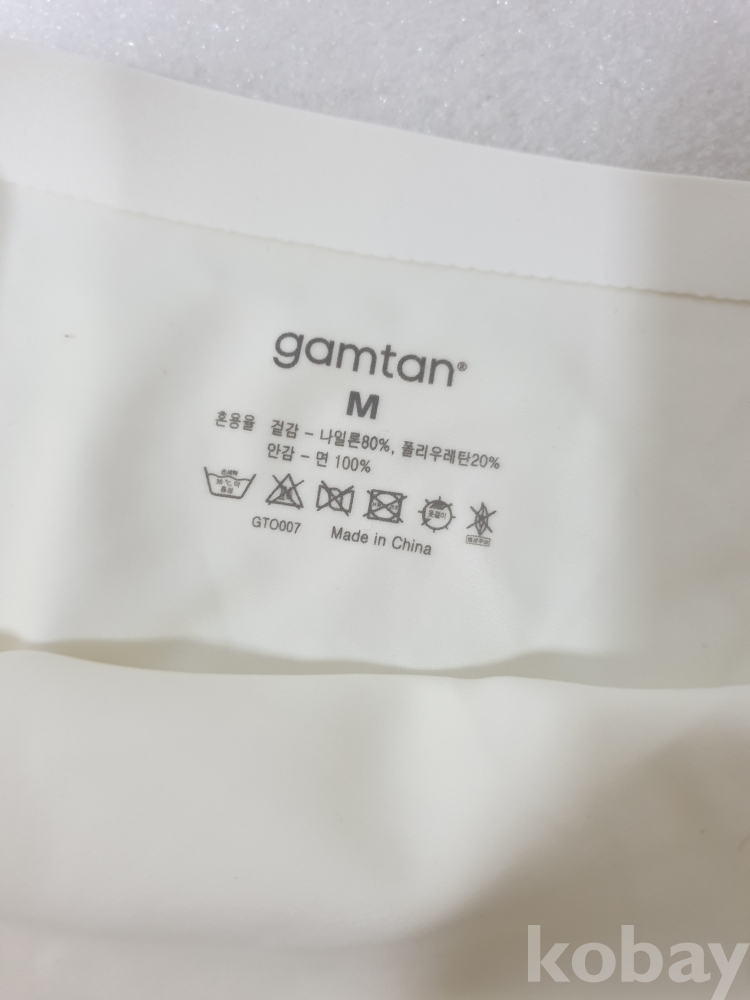 gamtan®
M
혼용율 겉감 - 나일론80%, 폴리우레탄20%
안감 - 면 100%
GTO007 Made in China
kobay